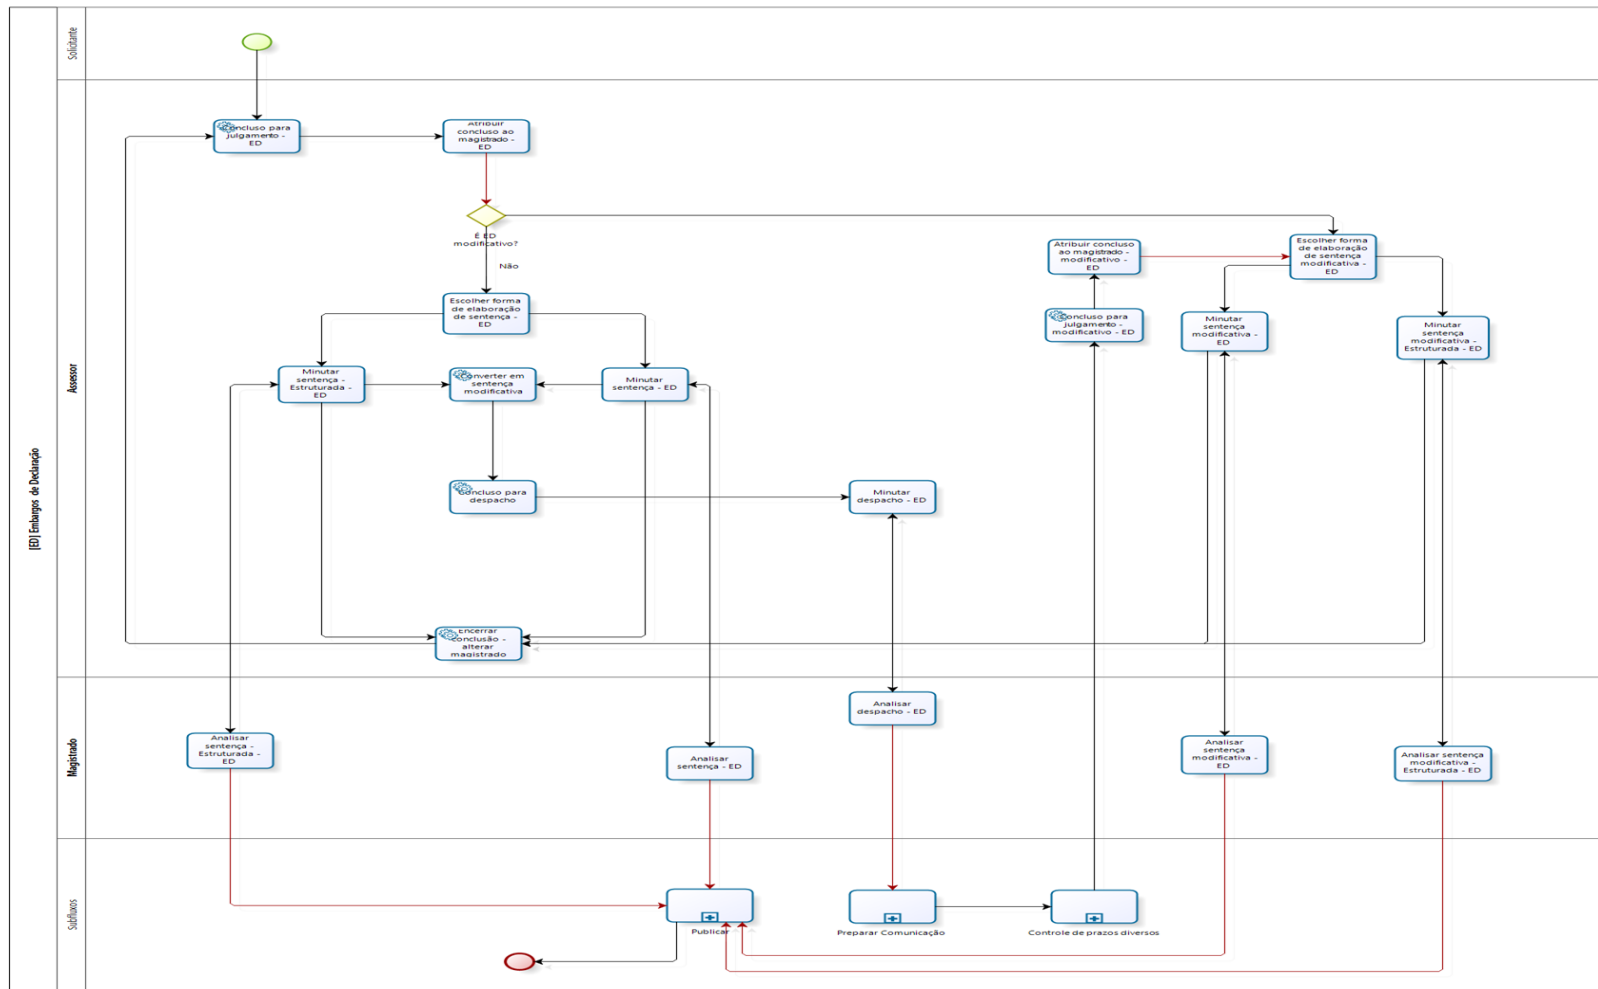 [ED] Embargos de Declaração
Solicitante
Assessor
Magistrado
Subfluxos
Concluso para
julgamento -
ED
Atribuir
concluso ao
magistrado -
ED
É ED
modificativo?
Não
Escolher forma
de elaboração
de sentença -
ED
Atribuir concluso
ao magistrado -
modificativo -
ED
Escolher forma
de elaboração
de sentença
modificativa -
ED
Concluso para
julgamento -
modificativo - ED
Minutar
sentença
modificativa -
ED
Minutar
sentença
modificativa -
Estruturada - ED
Minutar
sentença -
Estruturada -
ED
Converter em
sentença
modificativa
Minutar
sentença - ED
Concluso para
despacho
Minutar
despacho - ED
Encerrar
conclusão -
alterar
magistrado
Analisar
despacho - ED
Analisar
sentença -
Estruturada -
ED
Analisar
sentença - ED
Analisar
sentença
modificativa -
ED
Analisar sentença
modificativa -
Estruturada - ED
Publicar
Preparar Comunicação
Controle de prazos diversos